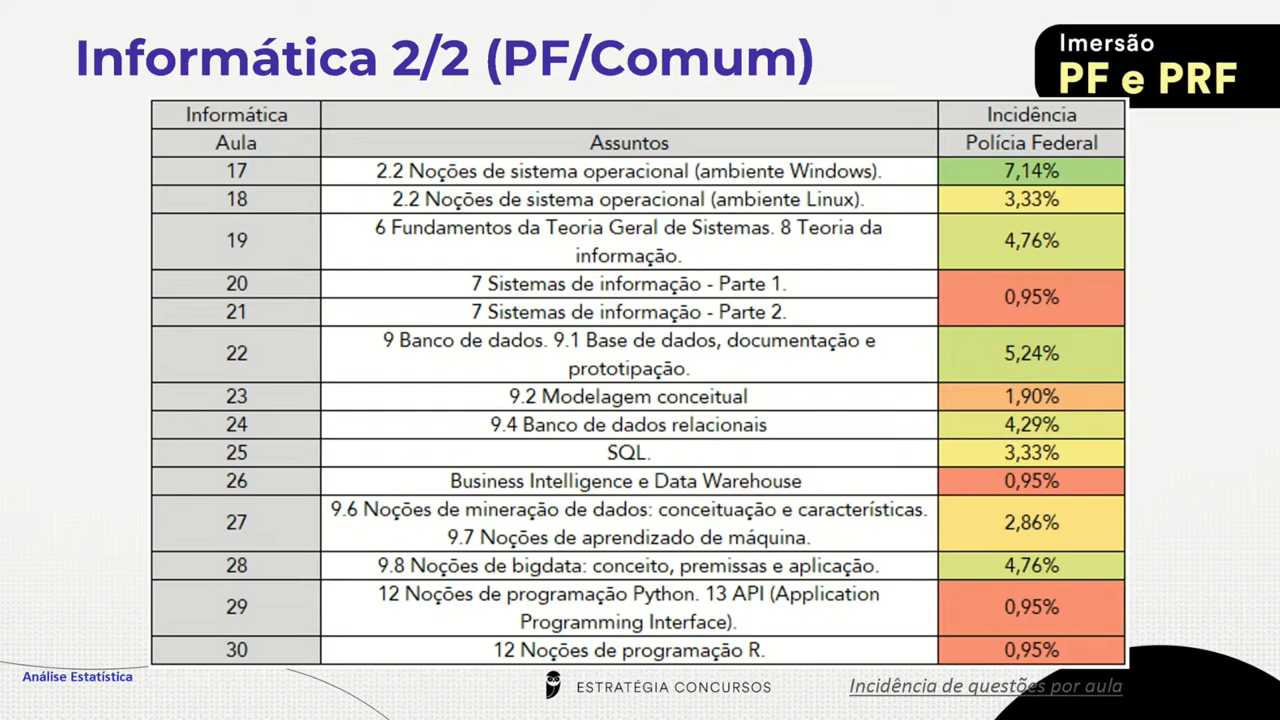 Informática 2/2 (PF/Comum)
Imersão
PF e PRF
Informática Incidência
Aula Assuntos Polícia Federal
17 2.2 Noções de sistema operacional (ambiente Windows). 7,14%
18 2.2 Noções de sistema operacional (ambiente Linux). 3,33%
19 6 Fundamentos da Teoria Geral de Sistemas. 8 Teoria da
informação. 4,76%
20 7 Sistemas de informação - Parte 1. 0,95%
21 7 Sistemas de informação - Parte 2.
22 9 Banco de dados. 9.1 Base de dados, documentação e
prototipação. 5,24%
23 9.2 Modelagem conceitual 1,90%
24 9.4 Banco de dados relacionais 4,29%
25 SQL. 3,33%
26 Business Intelligence e Data Warehouse 0,95%
27 9.6 Noções de mineração de dados: conceituação e características.
9.7 Noções de aprendizado de máquina. 2,86%
28 9.8 Noções de bigdata: conceito, premissas e aplicação. 4,76%
29 12 Noções de programação Python. 13 API (Application
Programming Interface). 0,95%
30 12 Noções de programação R. 0,95%
Análise Estatística
ESTRATÉGIA CONCURSOS
Incidência de questões por aula